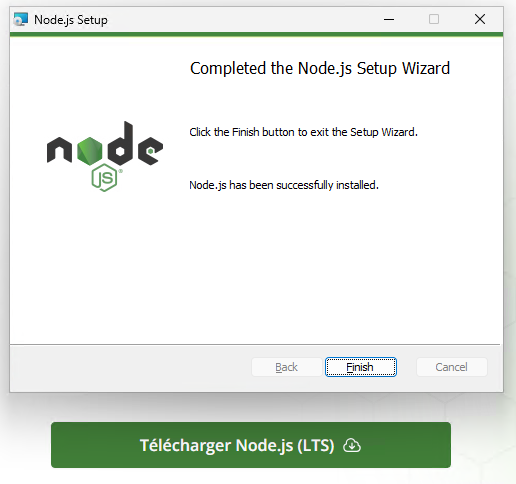 Node.js Setup
Completed the Node.js Setup Wizard
Click the Finish button to exit the Setup Wizard.
node
JS
Node.js has been successfully installed.
Back
Finish
Cancel
Télécharger Node.js (LTS)